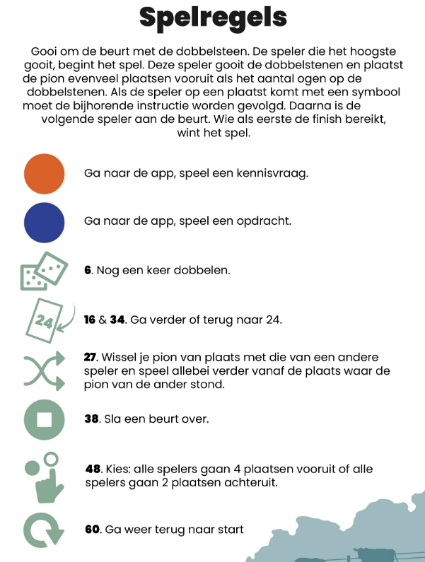 Spelregels
Gooi om de beurt met de dobbelsteen. De speler die het hoogste
gooit, begint het spel. Deze speler gooit de dobbelstenen en plaatst
de pion evenveel plaatsen vooruit als het aantal ogen op de
dobbelstenen. Als de speler op een plaatst komt met een symbool
moet de bijhorende instructie worden gevolgd. Daarna is de
volgende speler aan de beurt. Wie als eerste de finish bereikt,
wint het spel.
Ga naar de app, speel een kennisvraag.
Ga naar de app, speel een opdracht.
6. Nog een keer dobbelen.
24
16 & 34. Ga verder of terug naar 24.
27. Wissel je pion van plaats met die van een andere
speler en speel allebei verder vanaf de plaats waar de
pion van de ander stond.
38. Sla een beurt over.
48. Kies: alle spelers gaan 4 plaatsen vooruit of alle
spelers gaan 2 plaatsen achteruit.
60. Ga weer terug naar start